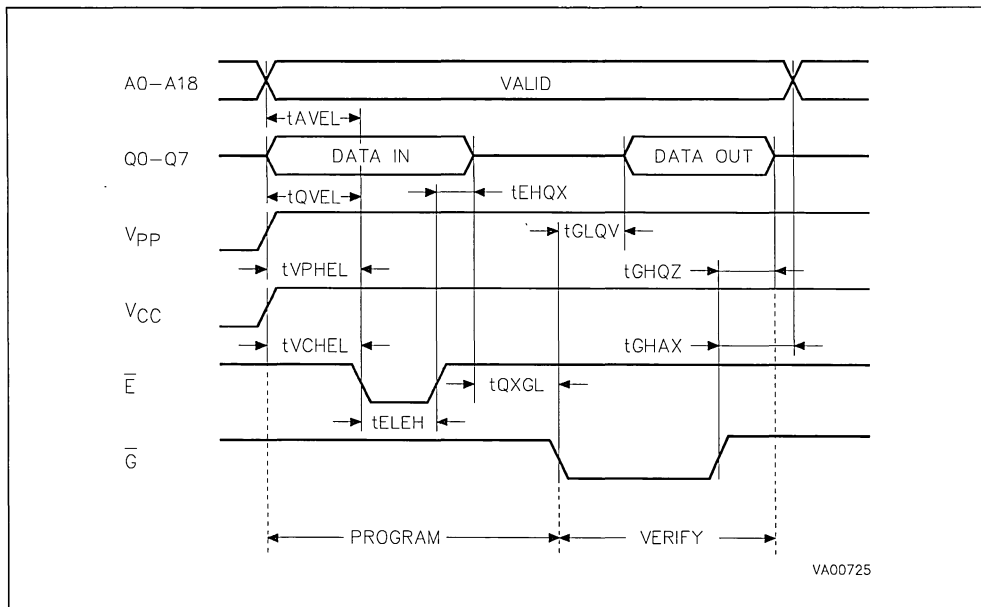 A0-A18
VALID
tAVEL
Q0-Q7
DATA IN
DATA OUT
tQVEL
tEHQX
VPP
tGLQV
tVPHEL
tGHQZ
VCC
tVCHEL
tGHAX
E
tQXGL
tELEH
G
PROGRAM
VERIFY
VA00725